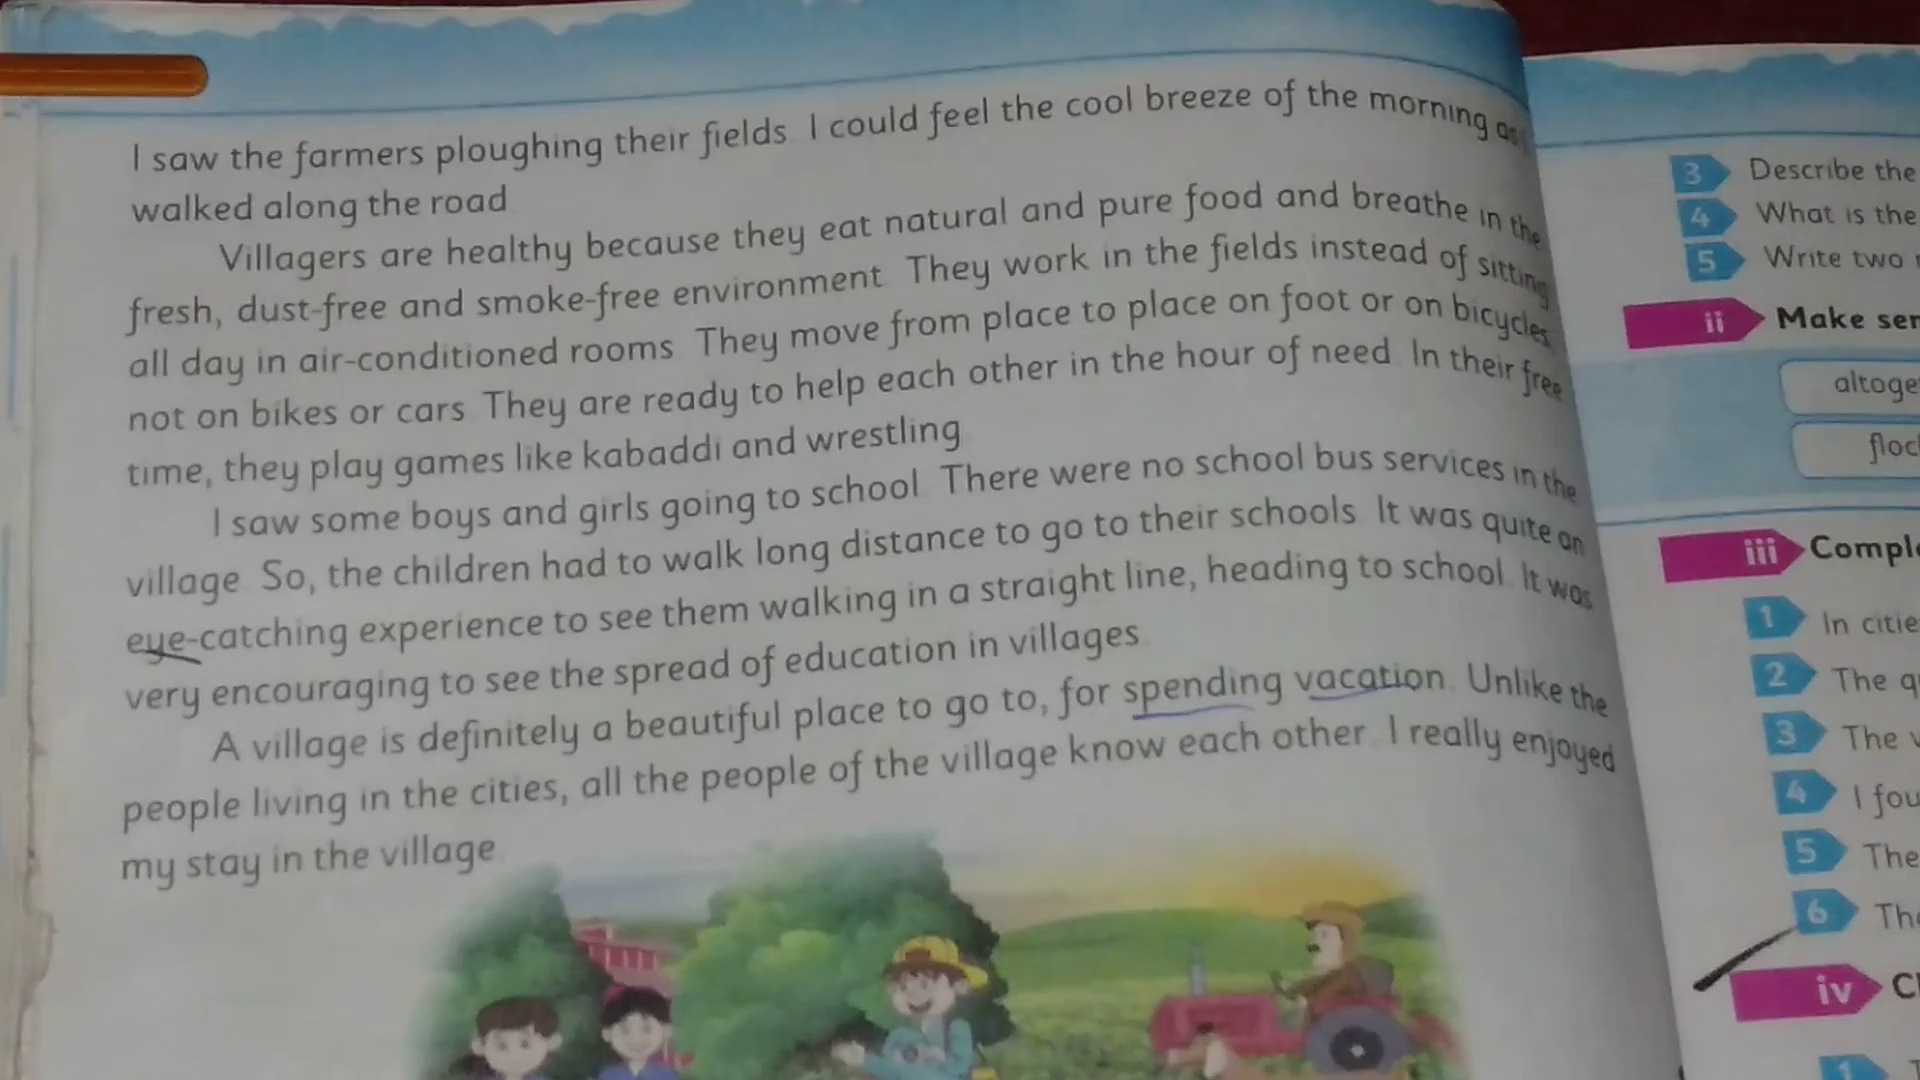 I saw the farmers ploughing their fields. I could feel the cool breeze of the morning as I
walked along the road.
Villagers are healthy because they eat natural and pure food and breathe in the
fresh, dust-free and smoke-free environment. They work in the fields instead of sitting
all day in air-conditioned rooms. They move from place to place on foot or on bicycles,
not on bikes or cars. They are ready to help each other in the hour of need. In their free
time, they play games like kabaddi and wrestling.
I saw some boys and girls going to school. There were no school bus services in the
village. So, the children had to walk long distance to go to their schools. It was quite an
eye-catching experience to see them walking in a straight line, heading to school. It was
very encouraging to see the spread of education in villages.
A village is definitely a beautiful place to go to, for spending vacation. Unlike the
people living in the cities, all the people of the village know each other. I really enjoyed
my stay in the village.
3 Describe the
4 What is the
5 Write two
ii Make
iii
1 In
2 The
3 The
4 I
5 The
6
iv
1